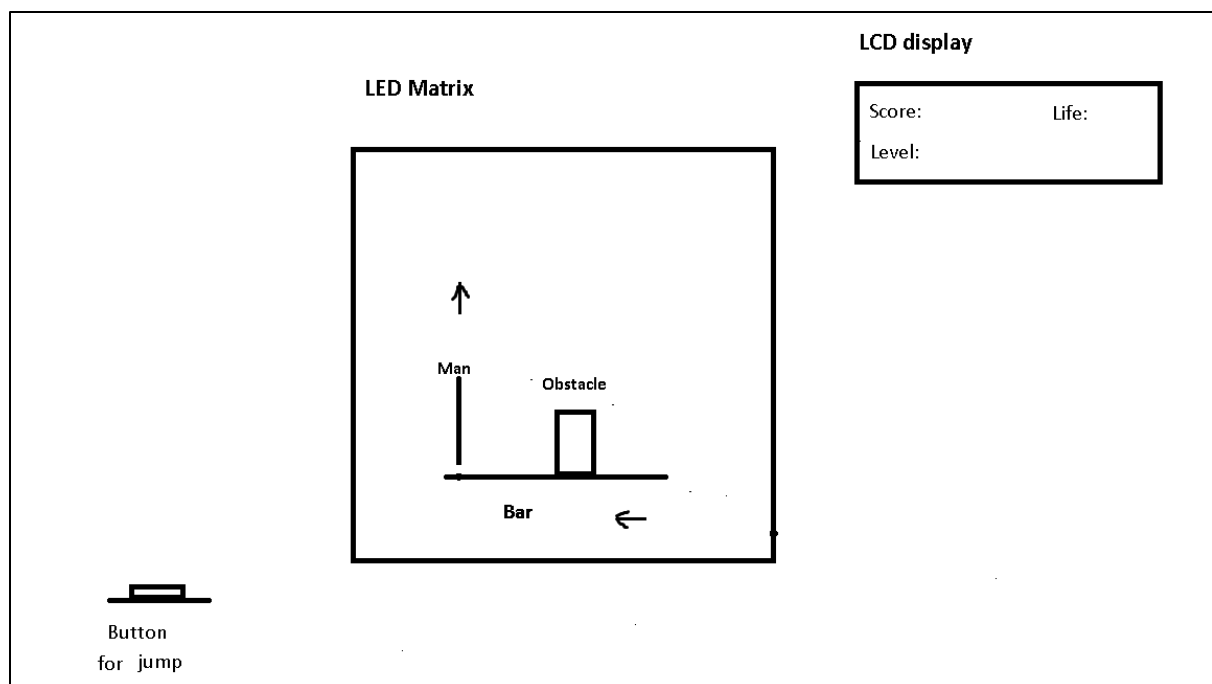 LCD display
LED Matrix
Score: Life:
Level:
Man
Obstacle
Bar
Button
for jump